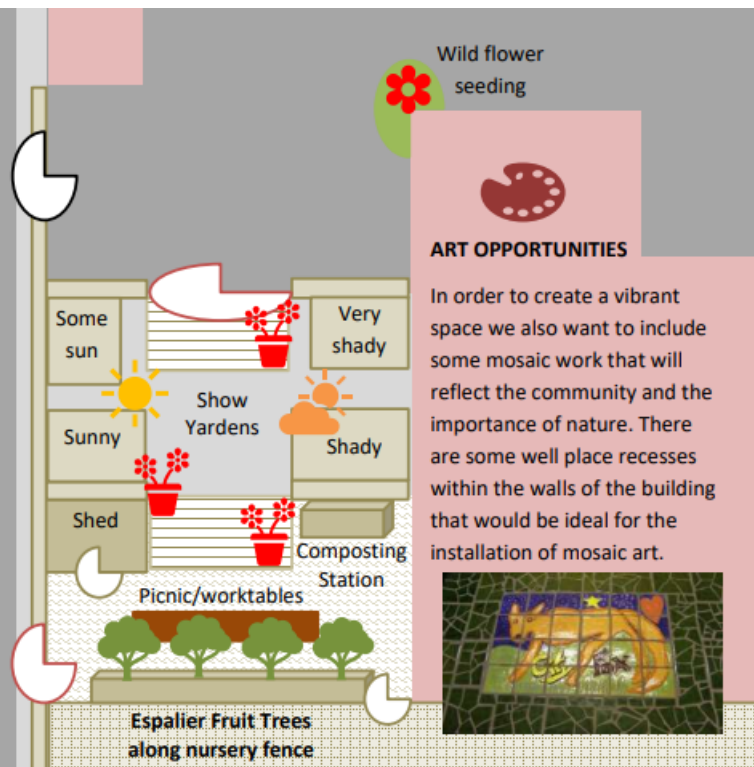 Wild flower
seeding
ART OPPORTUNITIES
In order to create a vibrant
space we also want to include
some mosaic work that will
reflect the community and the
importance of nature. There
are some well place recesses
within the walls of the building
that would be ideal for the
installation of mosaic art.
Some
sun
Very
shady
Show
Yardens
Sunny
Shady
Shed
Composting
Station
Picnic/worktables
Espalier Fruit Trees
along nursery fence